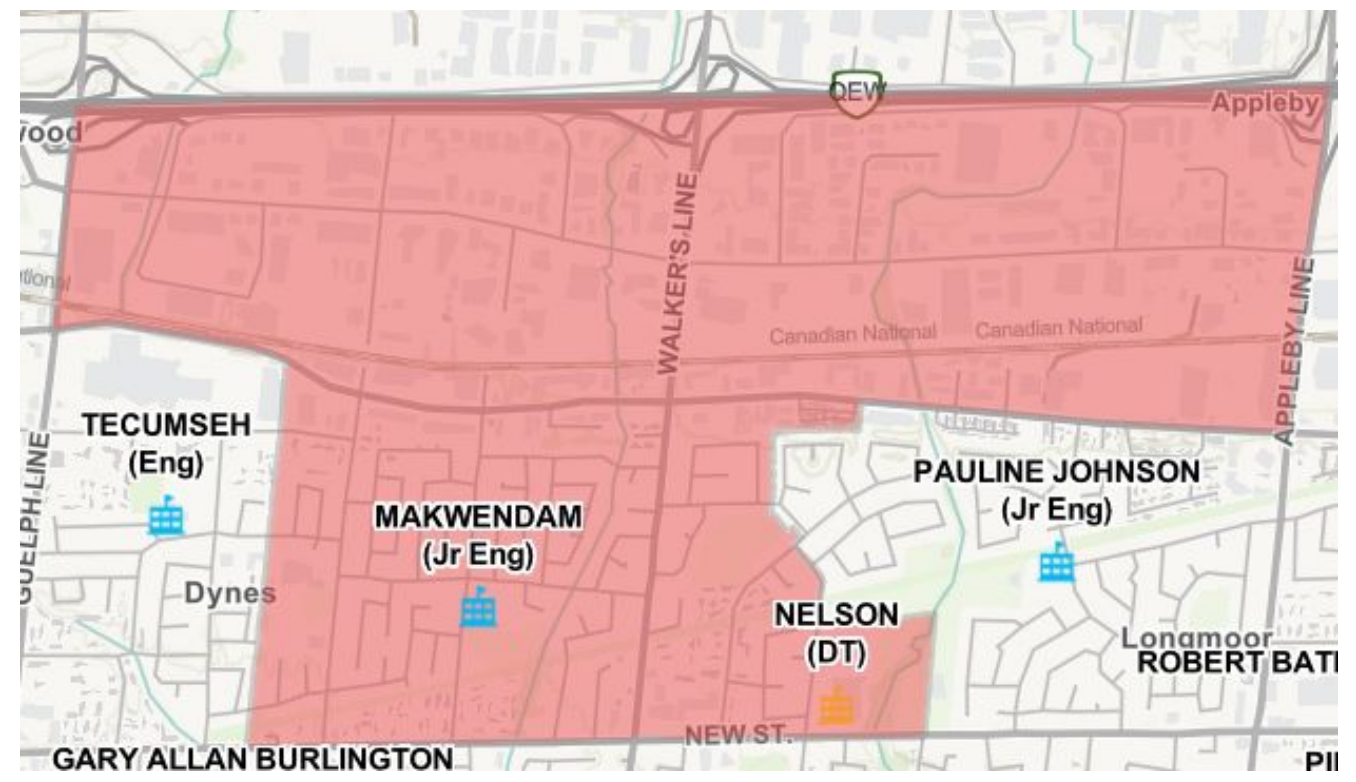 QEW
Appleby
wood
WALKER'S LINE
tional
Canadian National
Canadian National
APPLEBY LINE
TECUMSEH
(Eng)
GUELPH LINE
PAULINE JOHNSON
(Jr Eng)
MAKWENDAM
(Jr Eng)
Dynes
NELSON
(DT)
Longmoor
ROBERT BAT
NEW ST.
GARY ALLAN BURLINGTON
PI